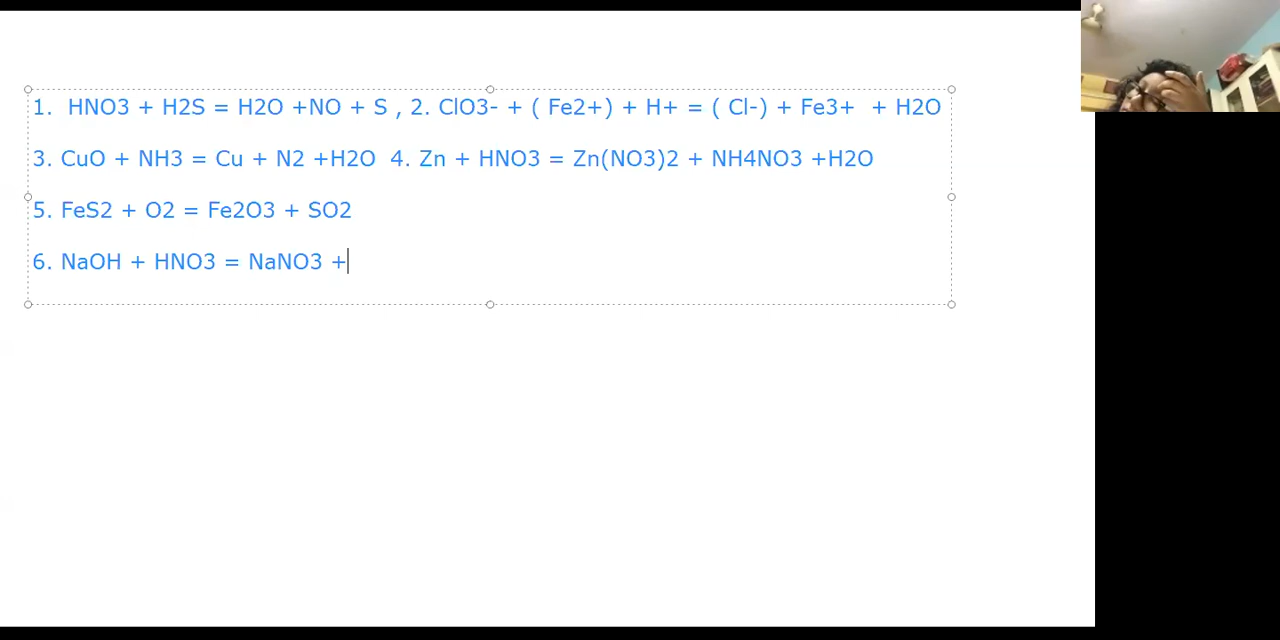 1.  HNO3 + H2S = H2O +NO + S , 2. ClO3- + ( Fe2+) + H+ = ( Cl-) + Fe3+  + H2O
3. CuO + NH3 = Cu + N2 +H2O  4. Zn + HNO3 = Zn(NO3)2 + NH4NO3 +H2O
5. FeS2 + O2 = Fe2O3 + SO2
6. NaOH + HNO3 = NaNO3 +